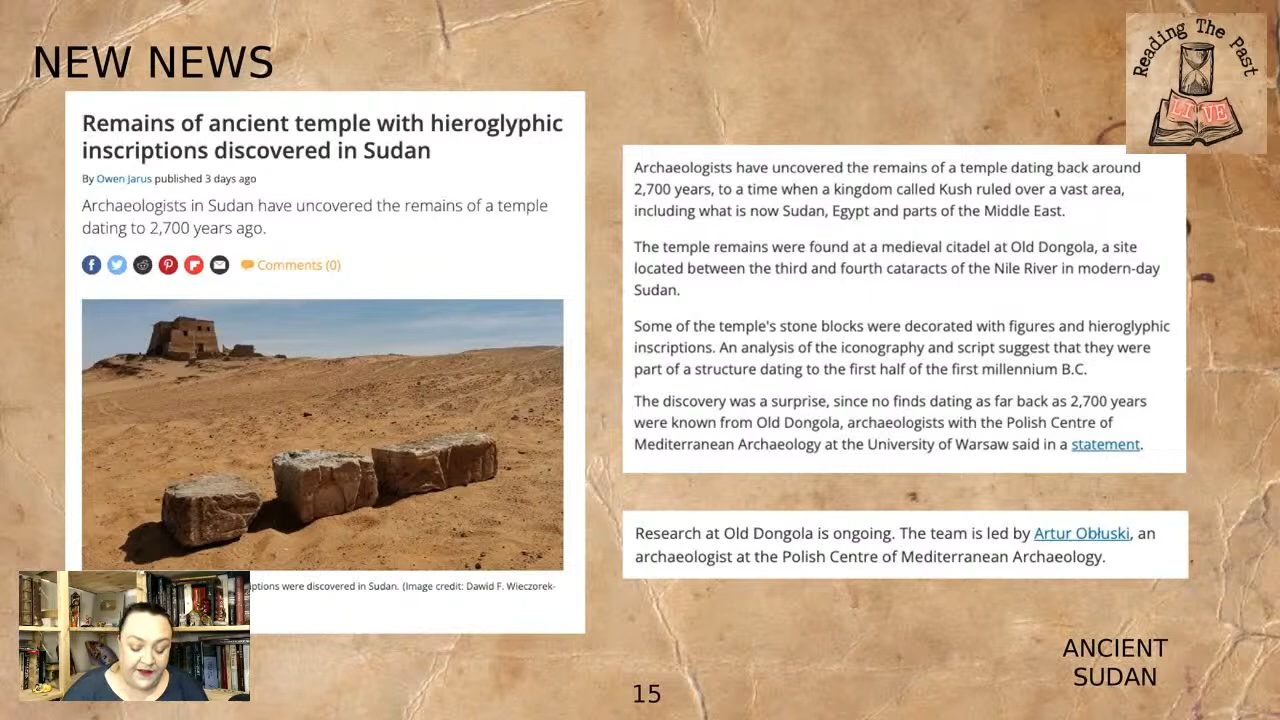 NEW NEWS
Reading The Past
LIVE
Remains of ancient temple with hieroglyphic
inscriptions discovered in Sudan
By Owen Jarus published 3 days ago
Archaeologists in Sudan have uncovered the remains of a temple
dating to 2,700 years ago.
Comments (0)
ptions were discovered in Sudan. (Image credit: Dawid F. Wieczorek-
Archaeologists have uncovered the remains of a temple dating back around
2,700 years, to a time when a kingdom called Kush ruled over a vast area,
including what is now Sudan, Egypt and parts of the Middle East.
The temple remains were found at a medieval citadel at Old Dongola, a site
located between the third and fourth cataracts of the Nile River in modern-day
Sudan.
Some of the temple's stone blocks were decorated with figures and hieroglyphic
inscriptions. An analysis of the iconography and script suggest that they were
part of a structure dating to the first half of the first millennium B.C.
The discovery was a surprise, since no finds dating as far back as 2,700 years
were known from Old Dongola, archaeologists with the Polish Centre of
Mediterranean Archaeology at the University of Warsaw said in a statement.
Research at Old Dongola is ongoing. The team is led by Artur Obłuski, an
archaeologist at the Polish Centre of Mediterranean Archaeology.
ANCIENT
SUDAN
15